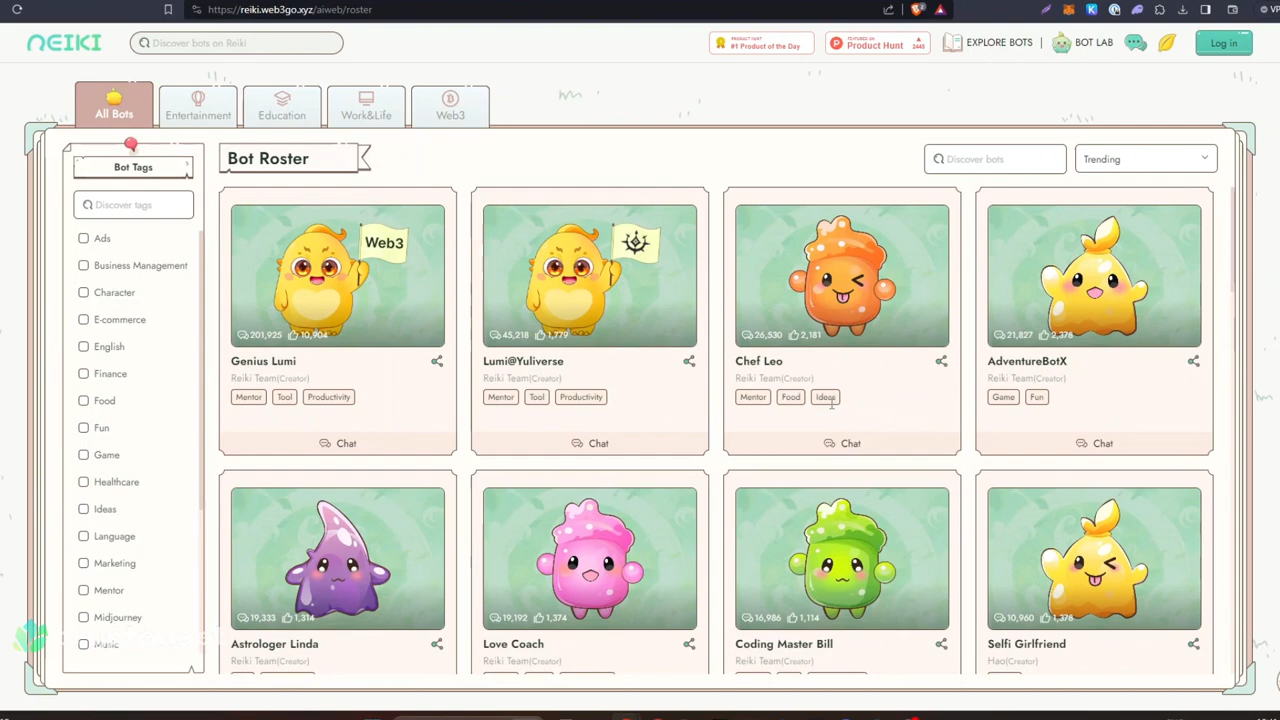 https://reiki.web3go.xyz/aiweb/roster
VP
REIKI
Discover bots on Reiki
PRODUCT HUNT
#1 Product of the Day
FEATURED ON
Product Hunt
EXPLORE BOTS
BOT LAB
Log in
All Bots
Entertainment
Education
Work&Life
Web3
Bot Tags
Discover tags
Ads
Business Management
Character
E-commerce
English
Finance
Food
Fun
Game
Healthcare
Ideas
Language
Marketing
Mentor
Midjourney
Music
Bot Roster
Discover bots
Trending
Web3
201,925 10,904
45,218 1,779
26,530 2,181
21,827 2,376
Genius Lumi
Lumi@Yuliverse
Chef Leo
AdventureBotX
Reiki Team(Creator)
Reiki Team(Creator)
Reiki Team(Creator)
Reiki Team(Creator)
Mentor Tool Productivity
Mentor Tool Productivity
Mentor Food Ideas
Game Fun
Chat
Chat
Chat
Chat
19,333 1,314
19,192 1,374
16,986 1,114
10,960 1,376
Astrologer Linda
Love Coach
Coding Master Bill
Selfi Girlfriend
Reiki Team(Creator)
Reiki Team(Creator)
Reiki Team(Creator)
Hao(Creator)